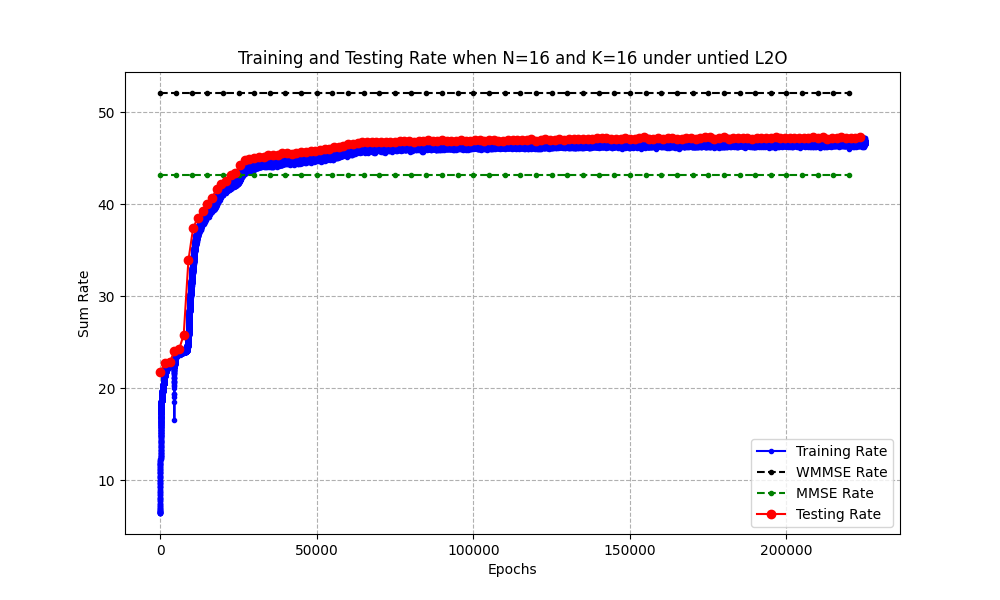 Training and Testing Rate when N=16 and K=16 under untied L2O
Sum Rate
50
40
30
20
10
0
50000
100000
150000
200000
Epochs
Training Rate
WMMSE Rate
MMSE Rate
Testing Rate